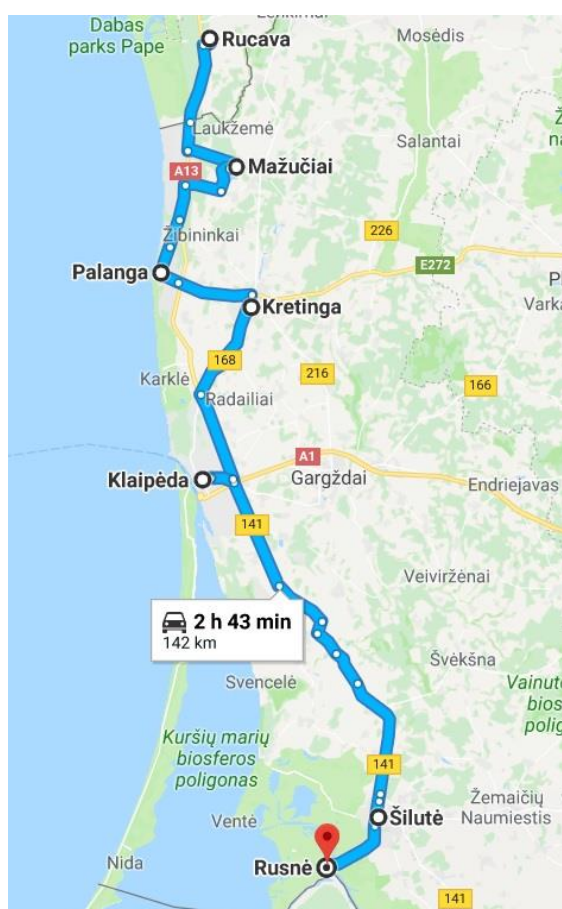 Dabas
parks Pape
Rucava
Mosėdis
Laukžemė
Salantai
Mažučiai
A13
Žibininkai
226
Palanga
E272
Kretinga
168
216
Karklė
166
Radailiai
A1
Klaipėda
Gargždai
Endriejavas
141
Veiviržėnai
2 h 43 min
142 km
Švėkšna
Svencelė
Kuršių marių
biosferos
poligonas
141
Žemaičių
Naumiestis
Ventė
Šilutė
Nida
Rusnė
141